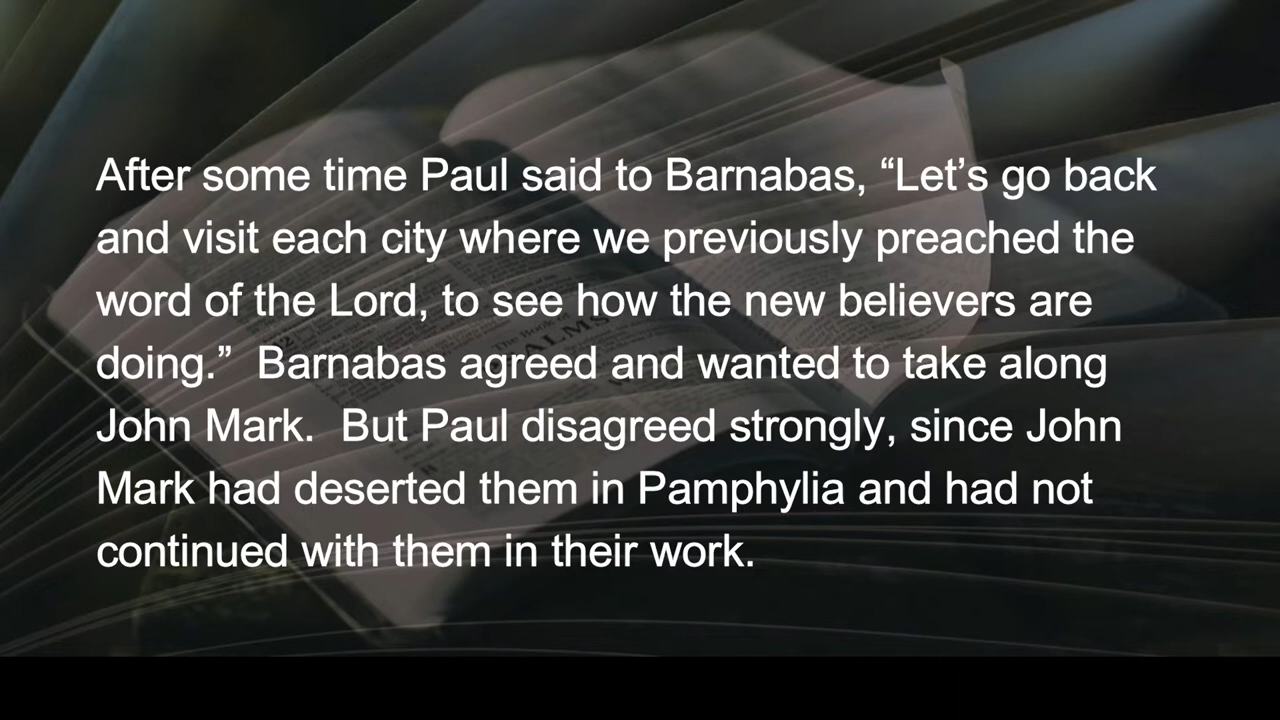 After some time Paul said to Barnabas, “Let’s go back
and visit each city where we previously preached the
word of the Lord, to see how the new believers are
doing.”  Barnabas agreed and wanted to take along
John Mark.  But Paul disagreed strongly, since John
Mark had deserted them in Pamphylia and had not
continued with them in their work.